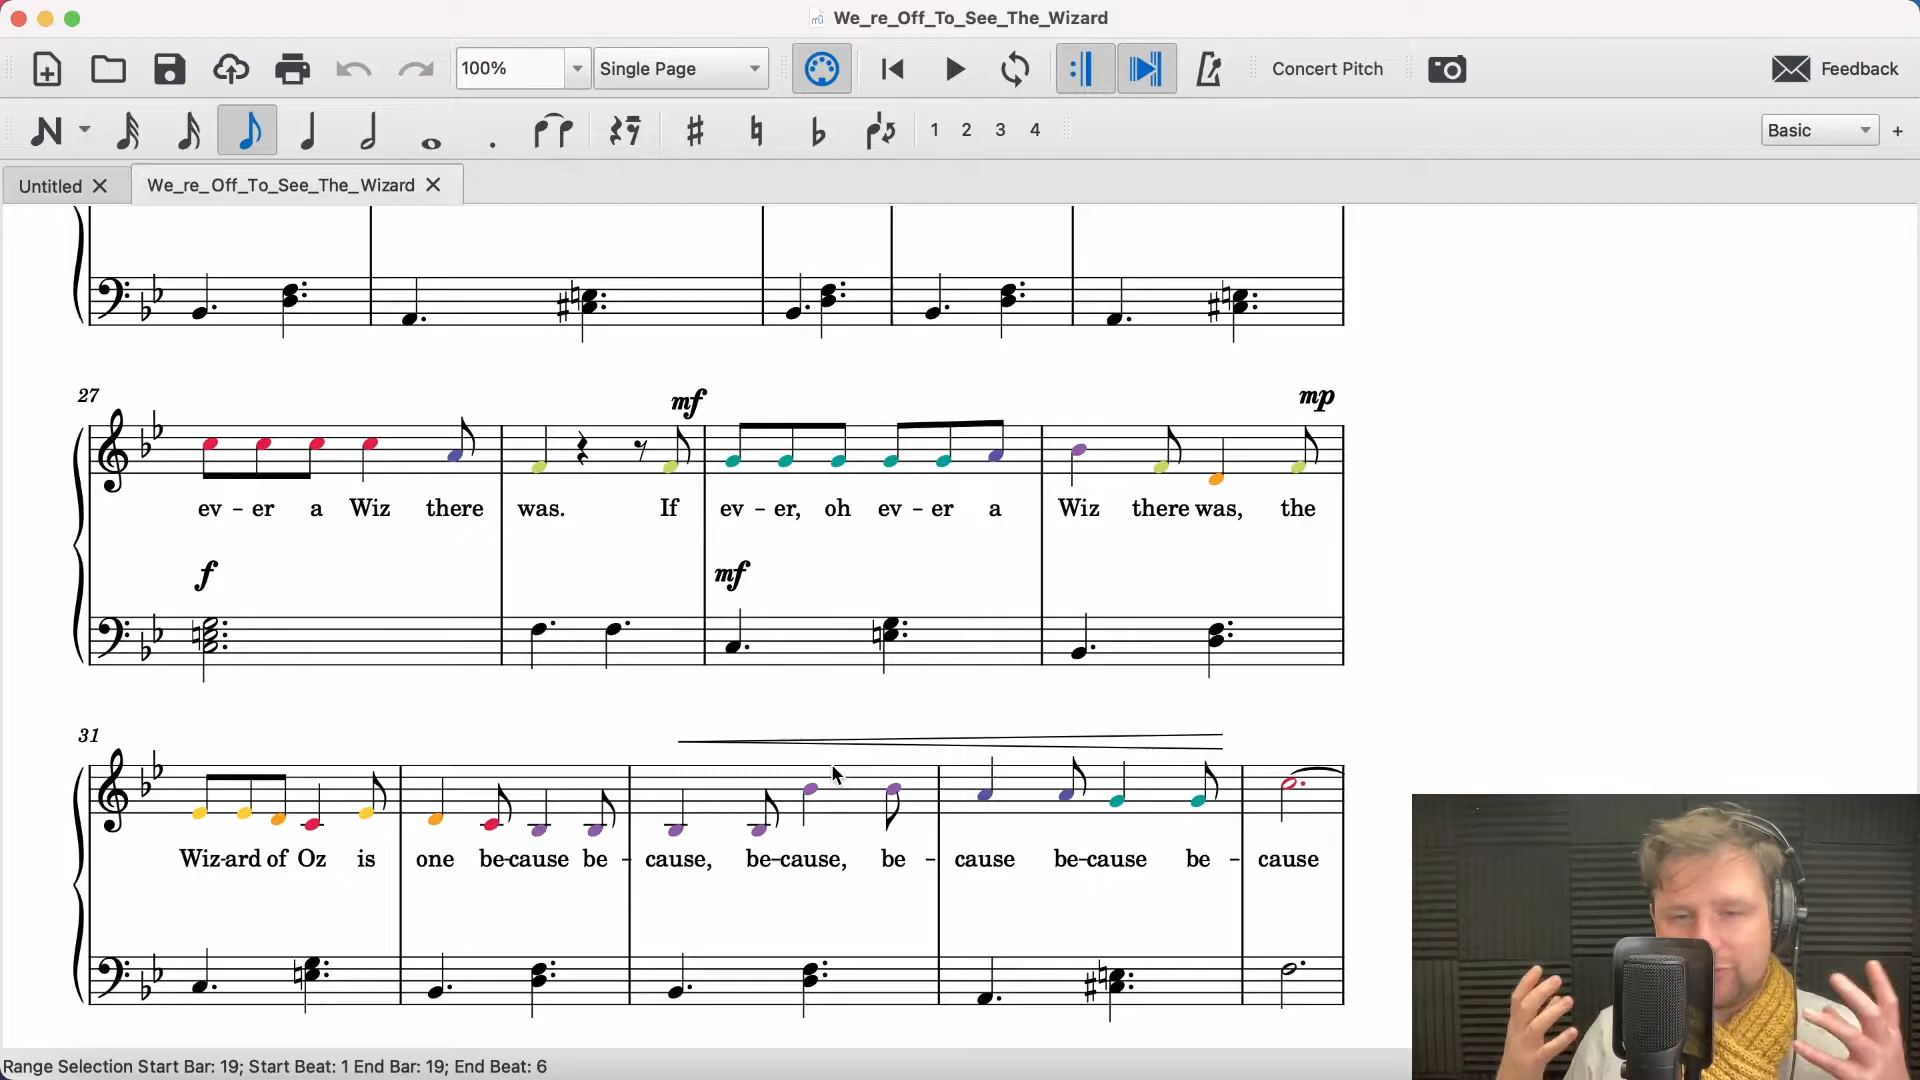 We_re_Off_To_See_The_Wizard
100% Single Page Concert Pitch Feedback
1 2 3 4 Basic +
Untitled We_re_Off_To_See_The_Wizard
27 mf mp
ev - er a Wiz there was. If ev - er, oh ev - er a Wiz there was, the
f mf
31
Wiz-ard of Oz is one be-cause be - cause, be-cause, be - cause be-cause be - cause
Range Selection Start Bar: 19; Start Beat: 1 End Bar: 19; End Beat: 6